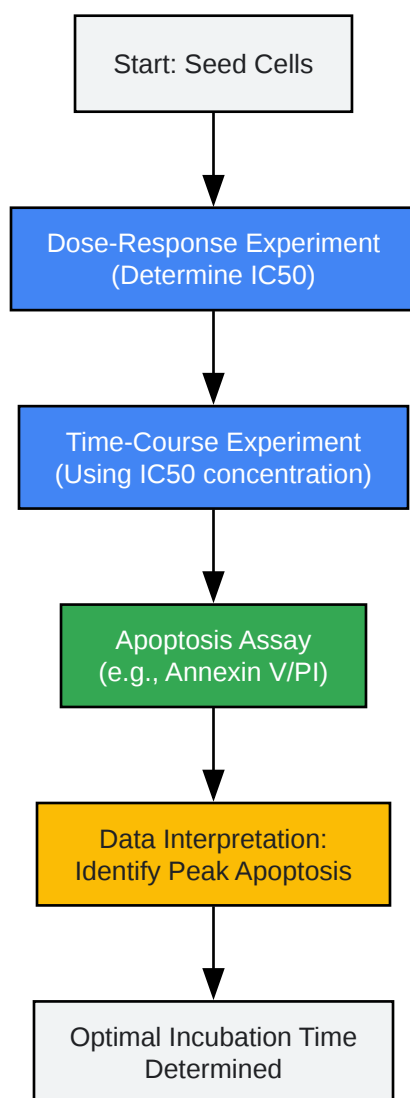 Start: Seed Cells
Dose-Response Experiment
(Determine IC50)
Time-Course Experiment
(Using IC50 concentration)
Apoptosis Assay
(e.g., Annexin V/PI)
Data Interpretation:
Identify Peak Apoptosis
Optimal Incubation Time
Determined